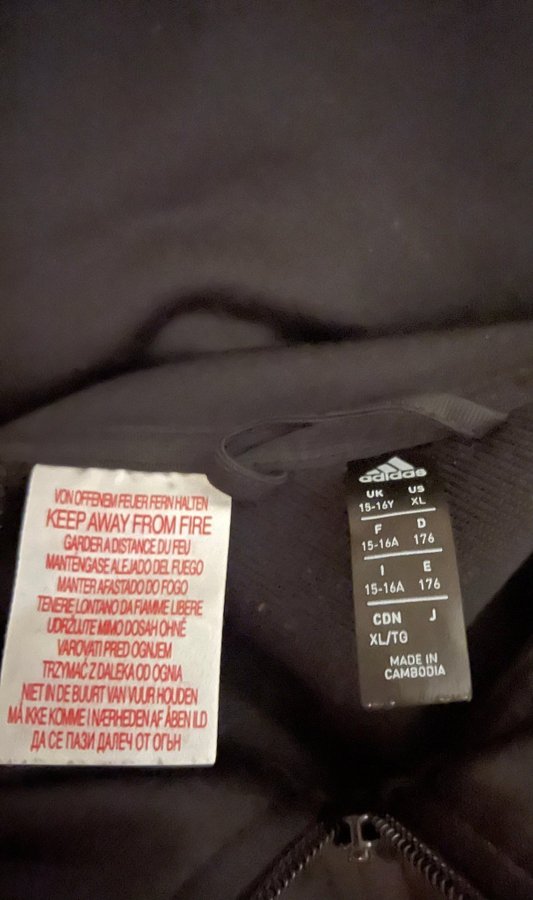 VON OFFENEM FEUER FERN HALTEN
KEEP AWAY FROM FIRE
GARDER A DISTANCE DU FEU
MANTÉNGASE ALEJADO DEL FUEGO
MANTER AFASTADO DO FOGO
TENERE LONTANO DA FIAMME LIBERE
UDRŽUJTE MIMO DOSAH OHNĚ
VAROVATI PRED OGNJEM
TRZYMAĆ Z DALEKA OD OGNIA
NIET IN DE BUURT VAN VUUR HOUDEN
MÅ IKKE KOMME I NÆRHEDEN AF ÅBEN ILD
ДА СЕ ПАЗИ ДАЛЕЧ ОТ ОГЪН
adidas
UK US
15-16Y XL
F D
15-16A 176
I E
15-16A 176
CDN J
XL/TG
MADE IN
CAMBODIA